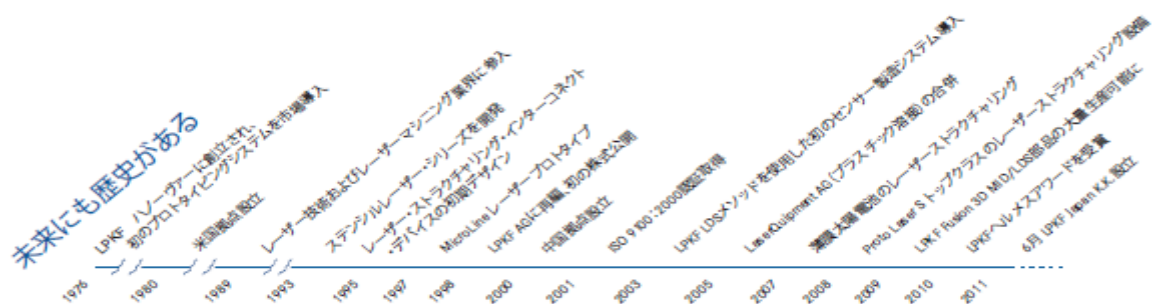 未来にも歴史がある
LPKF ハノーヴァーに創立され、
初のプロトタイピングシステムを市場導入
米国拠点設立
レーザー技術およびレーザーマシニング業界に参入
ステンシルレーザー・シリーズを開発
レーザー・ストラクチャリング・インターコネクト
・デバイスの初期デザイン
MicroLine レーザープロトタイプ
LPKF AGに再編、初の株式公開
中国拠点設立
ISO 9100:2000認証取得
LPKF LDSメソッドを使用した初のセンサー製造システム導入
LaserQuipment AG (プラスチック溶接) の合併
薄膜太陽電池のレーザーストラクチャリング
Proto Laser S トップクラスのレーザーストラクチャリング設備
LPKF Fusion 3D MID/LDS部品の大量生産可能に
LPKFヘルメスアワードを受賞
6月 LPKF Japan K.K. 設立
1976
1980
1989
1993
1995
1997
1998
2000
2001
2003
2005
2007
2008
2009
2010
2011